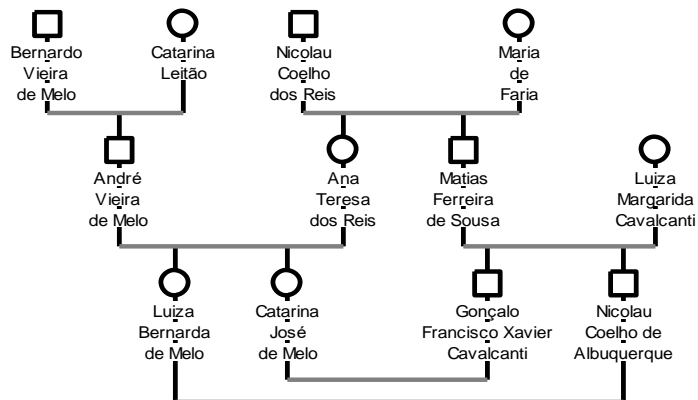 Bernardo
Vieira
de Melo
Catarina
Leitão
Nicolau
Coelho
dos Reis
Maria
de
Faria
André
Vieira
de Melo
Ana
Teresa
dos Reis
Matias
Ferreira
de Sousa
Luiza
Margarida
Cavalcanti
Luiza
Bernarda
de Melo
Catarina
José
de Melo
Gonçalo
Francisco Xavier
Cavalcanti
Nicolau
Coelho de
Albuquerque